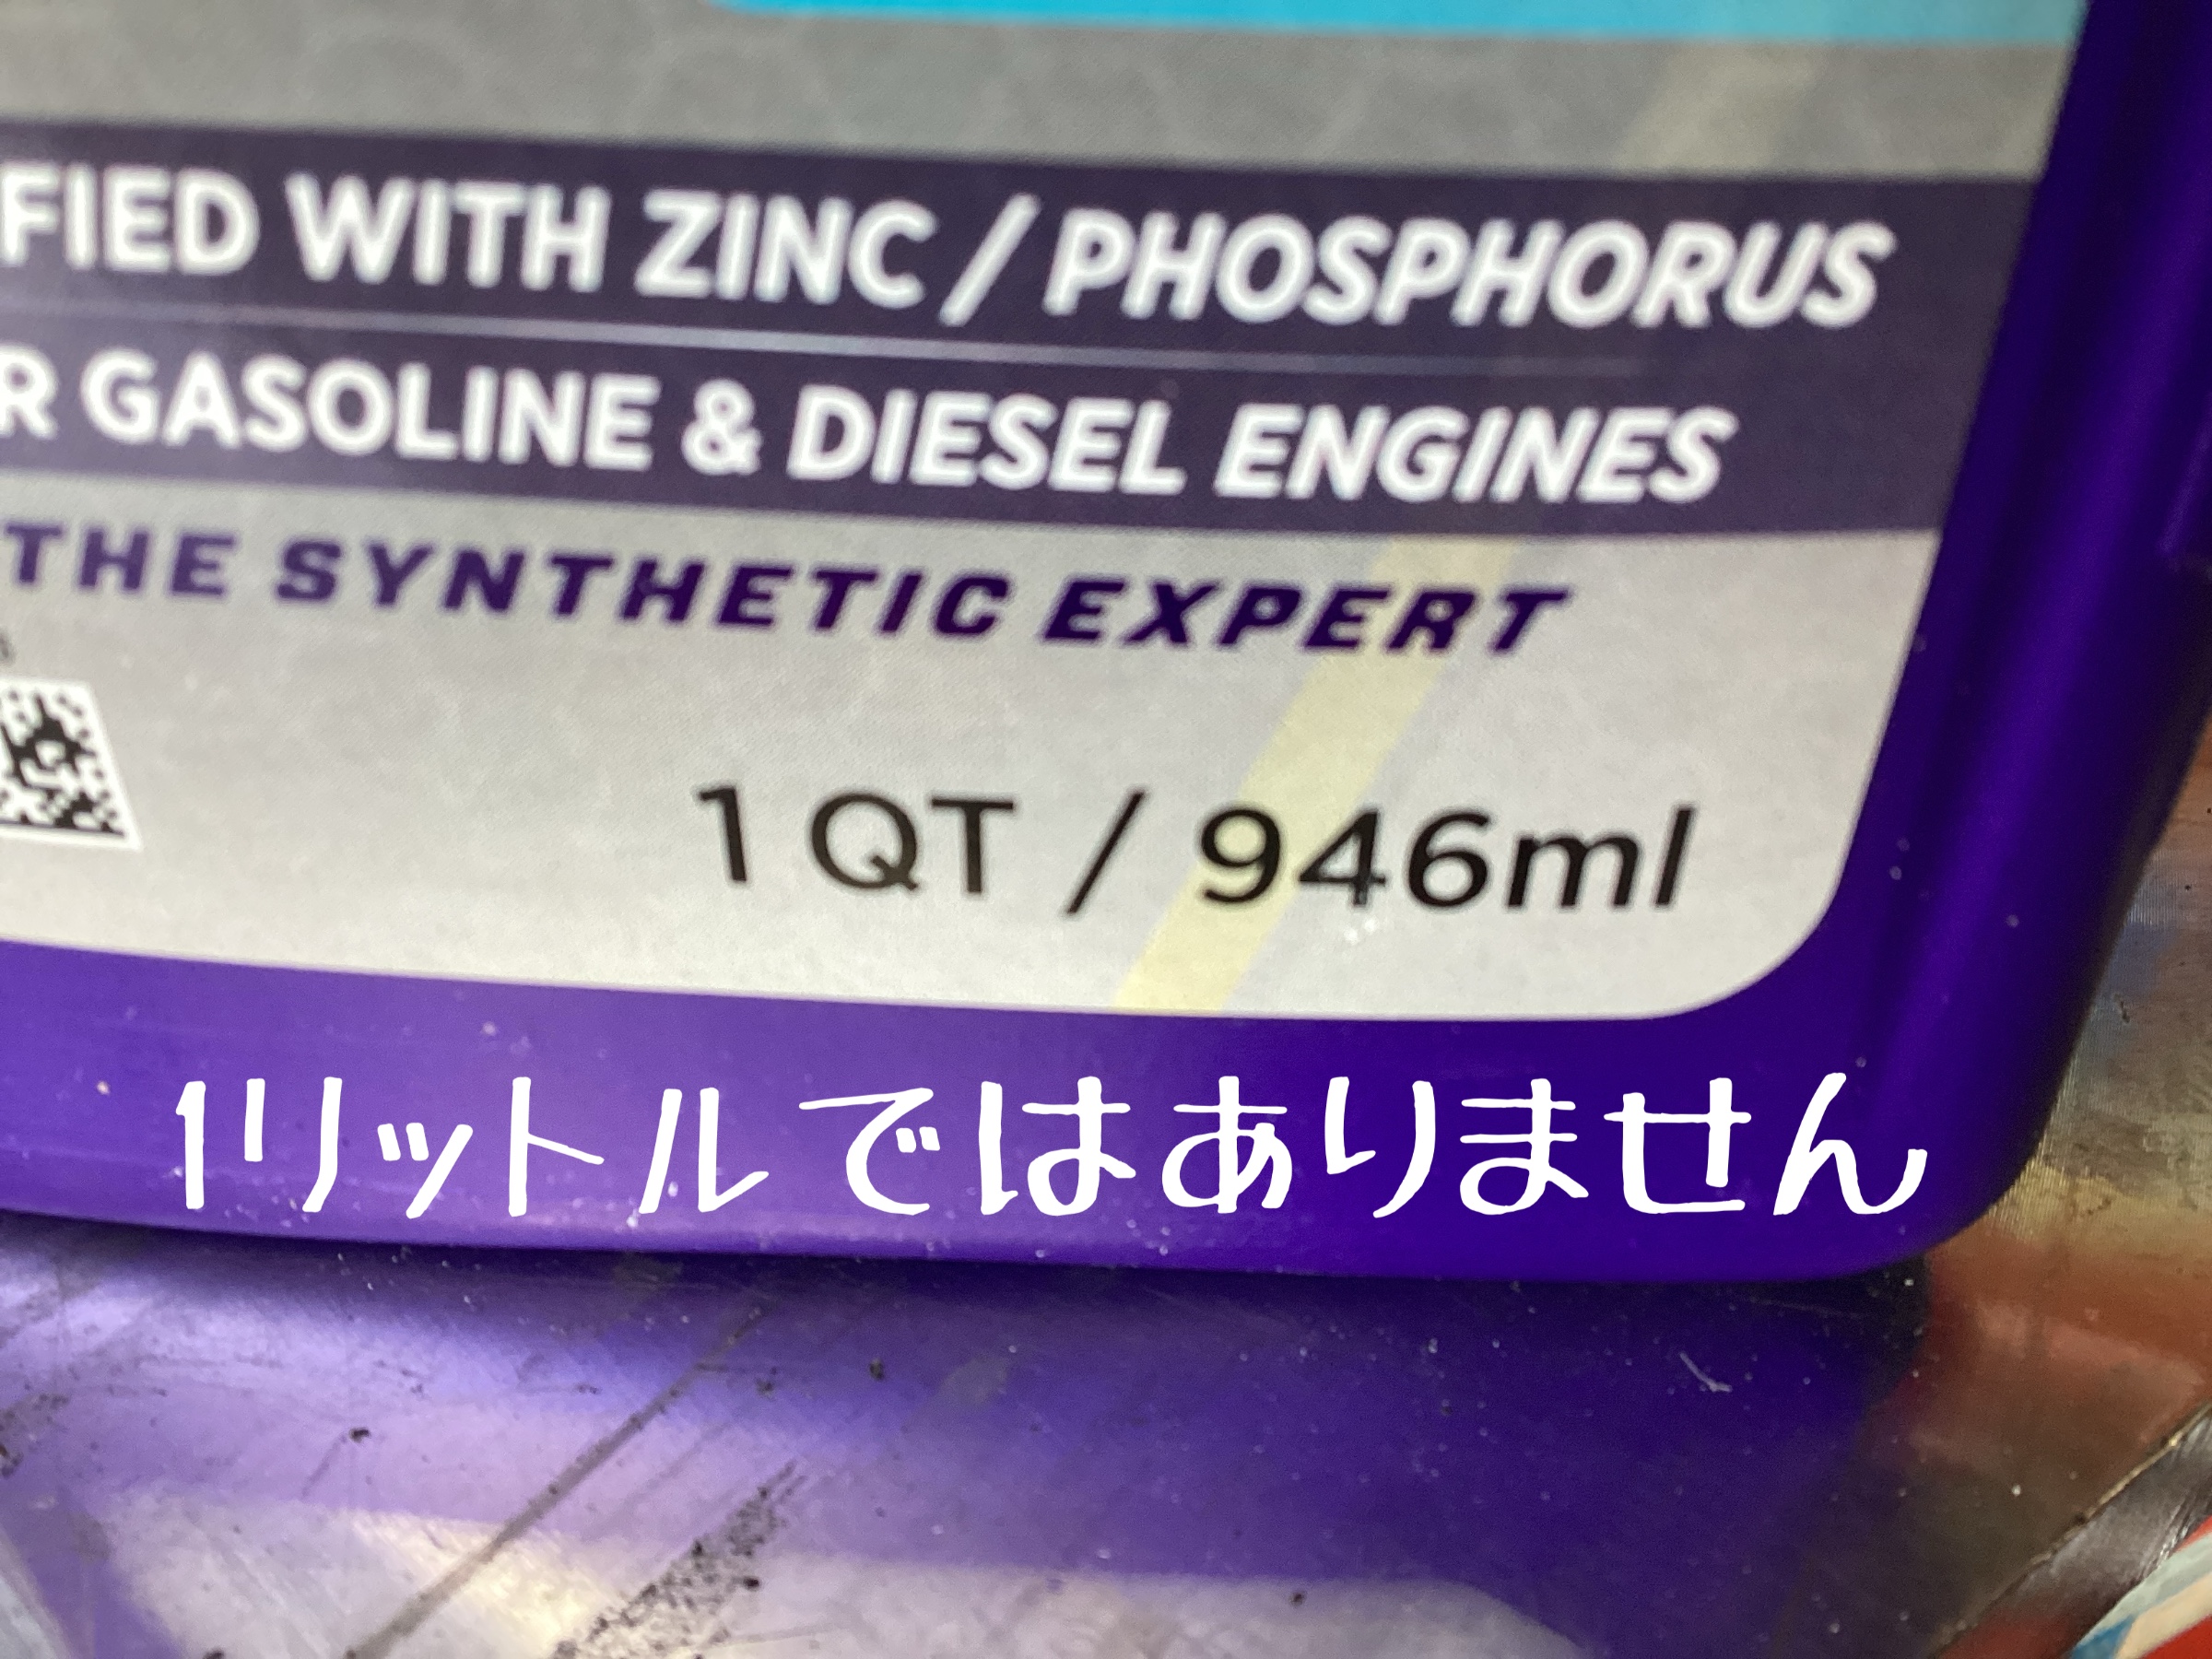 WITH ZINC / PHOSPHORUS
GASOLINE & DIESEL ENGINES
THE SYNTHETIC EXPERT
1 QT / 946ml
1リットルではありません